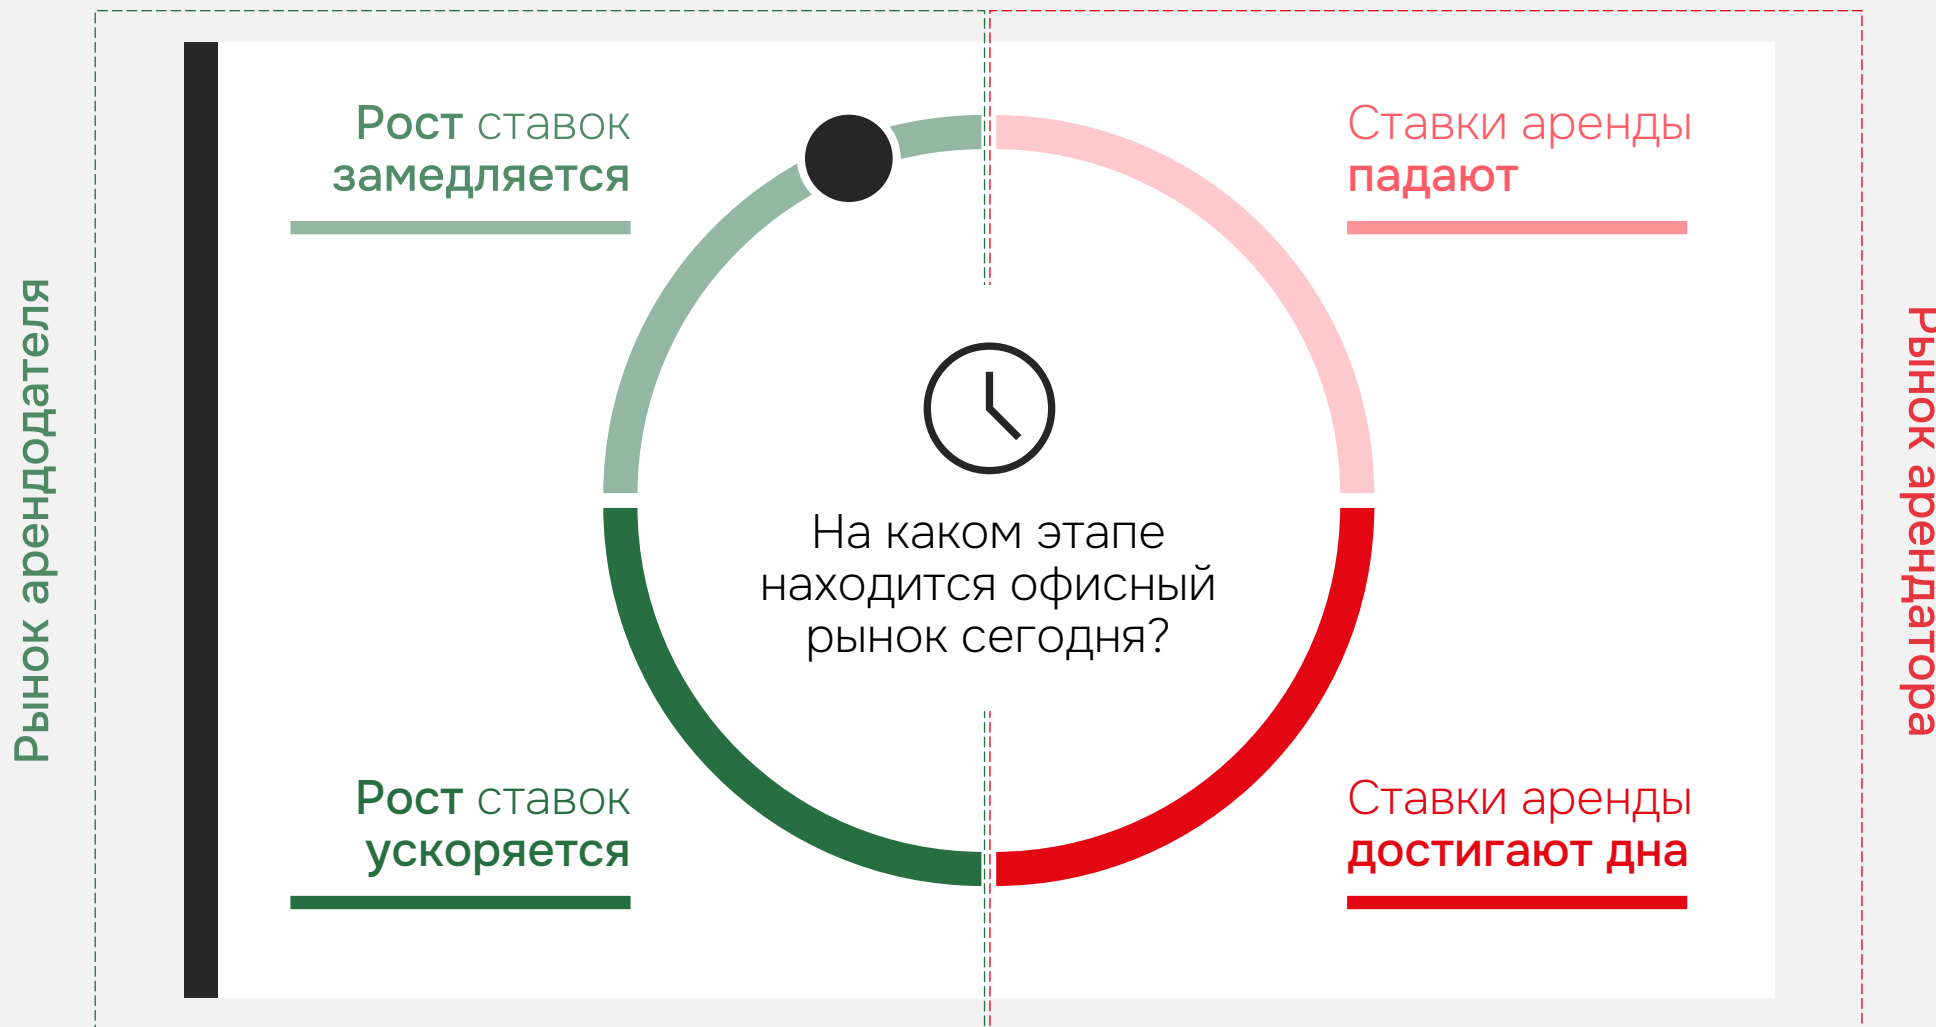 Рынок арендодателя
Рост ставок
замедляется
Ставки аренды
падают
На каком этапе
находится офисный
рынок сегодня?
Рост ставок
ускоряется
Ставки аренды
достигают дна
Рынок арендатора